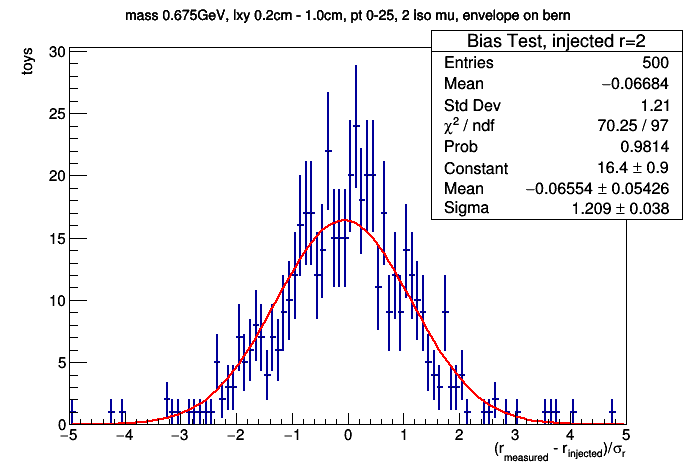 mass 0.675GeV, lxy 0.2cm - 1.0cm, pt 0-25, 2 Iso mu, envelope on bern
Bias Test, injected r=2
Entries 500
Mean −0.06684
Std Dev 1.21
χ² / ndf 70.25 / 97
Prob 0.9814
Constant 16.4 ± 0.9
Mean −0.06554 ± 0.05426
Sigma 1.209 ± 0.038
toys
30
25
20
15
10
5
0
−5 −4 −3 −2 −1 0 1 2 3 4 5
(r_measured - r_injected)/σ_r